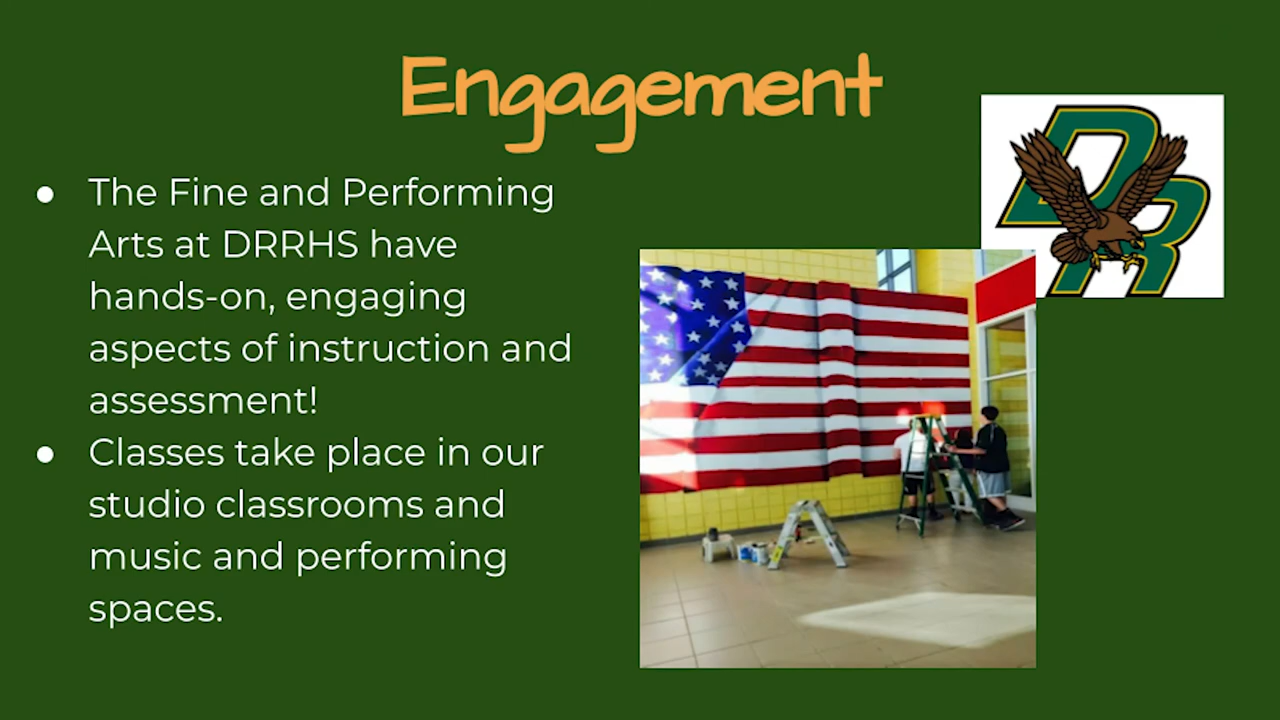 Engagement
DR
● The Fine and Performing
Arts at DRRHS have
hands-on, engaging
aspects of instruction and
assessment!
● Classes take place in our
studio classrooms and
music and performing
spaces.